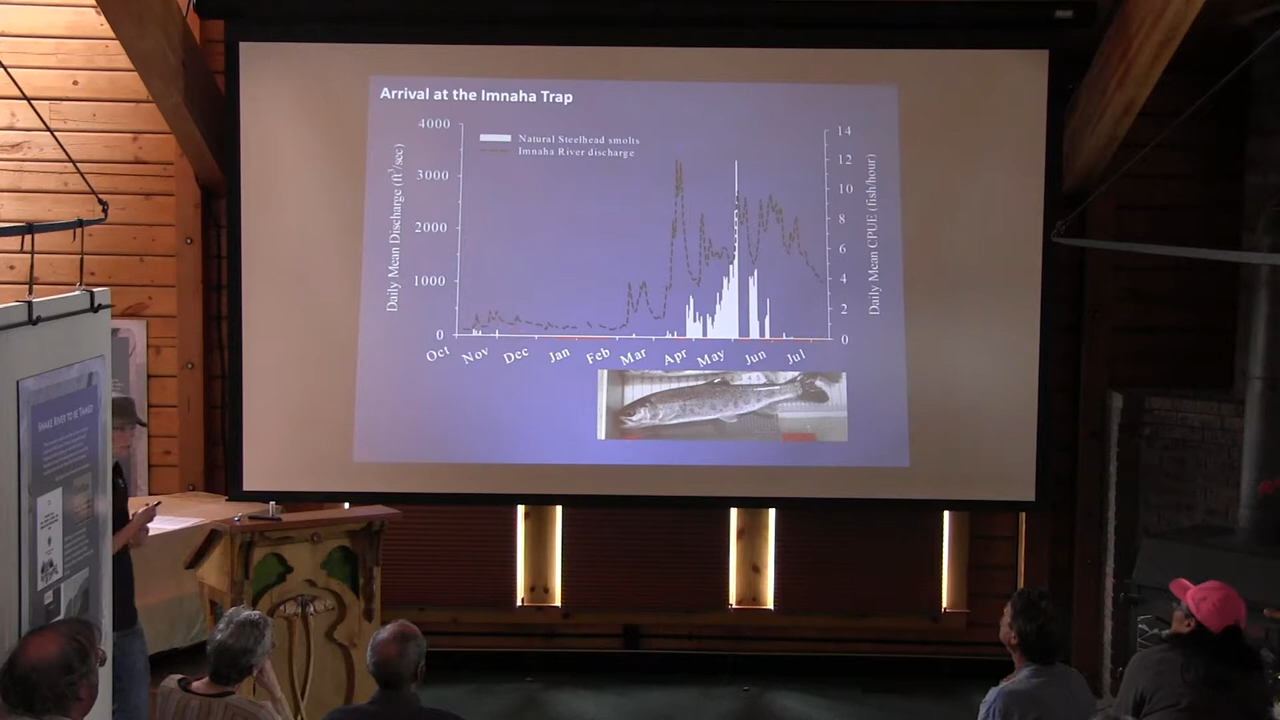 Arrival at the Imnaha Trap
4000
3000
2000
1000
0
Daily Mean Discharge (ft³/sec)
Natural Steelhead smolts
Imnaha River discharge
14
12
10
8
6
4
2
0
Daily Mean CPUE (fish/hour)
Oct Nov Dec Jan Feb Mar Apr May Jun Jul
SNAKE RIVER TO BE TAMED